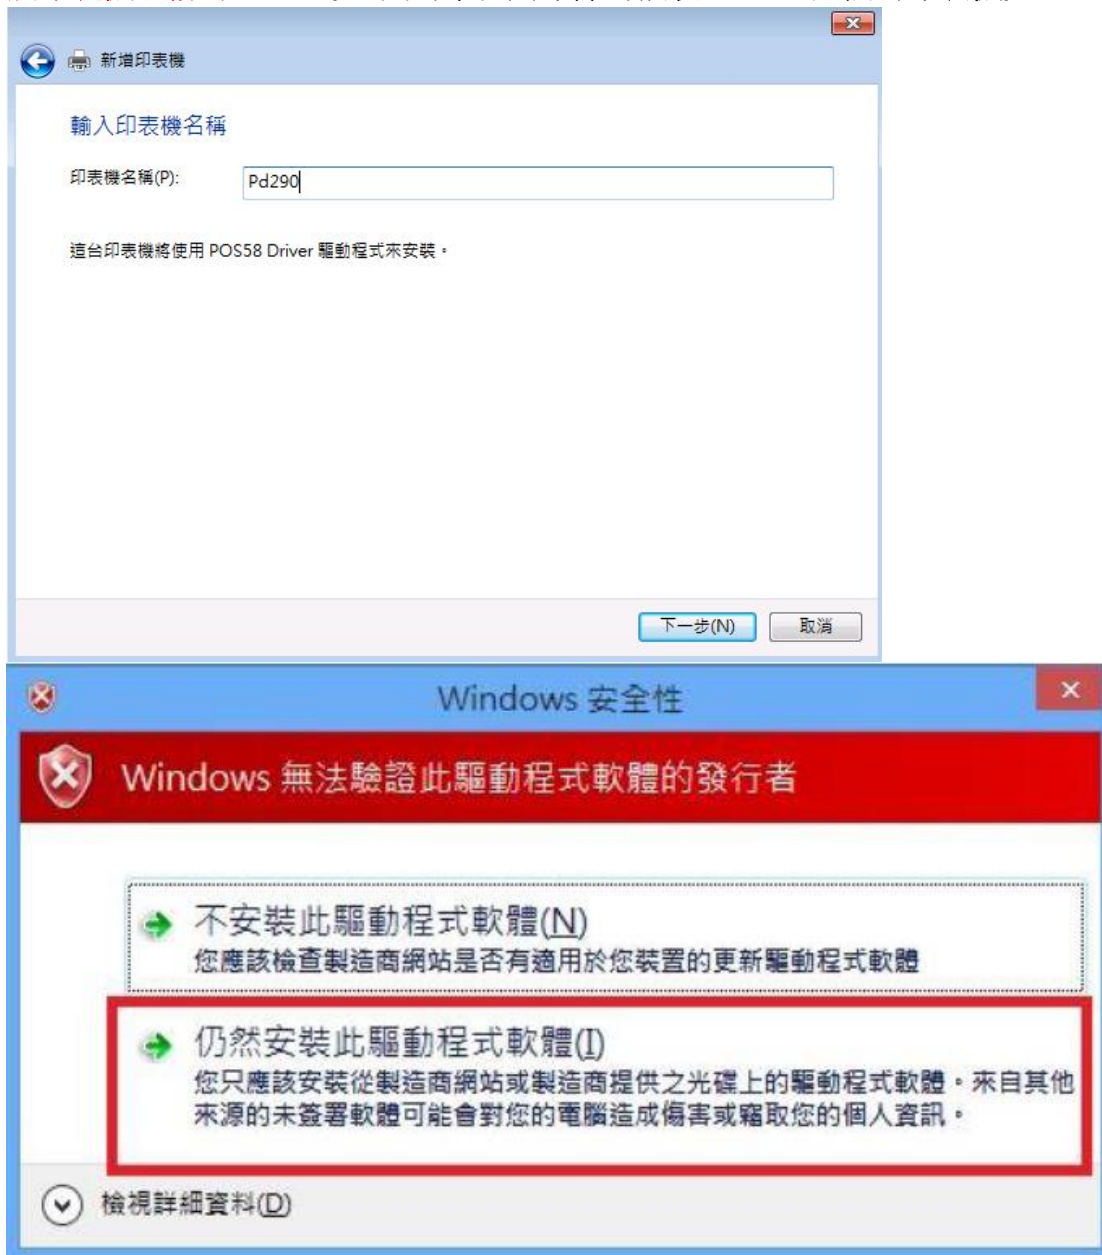 新增印表機
輸入印表機名稱
印表機名稱(P):
Pd290
這台印表機將使用 POS58 Driver 驅動程式來安裝。
下一步(N)
取消
Windows 安全性
Windows 無法驗證此驅動程式軟體的發行者
不安裝此驅動程式軟體(N)
您應該檢查製造商網站是否有適用於您裝置的更新驅動程式軟體
仍然安裝此驅動程式軟體(I)
您只應該安裝從製造商網站或製造商提供之光碟上的驅動程式軟體。來自其他
來源的未簽署軟體可能會對您的電腦造成傷害或竊取您的個人資訊。
檢視詳細資料(D)